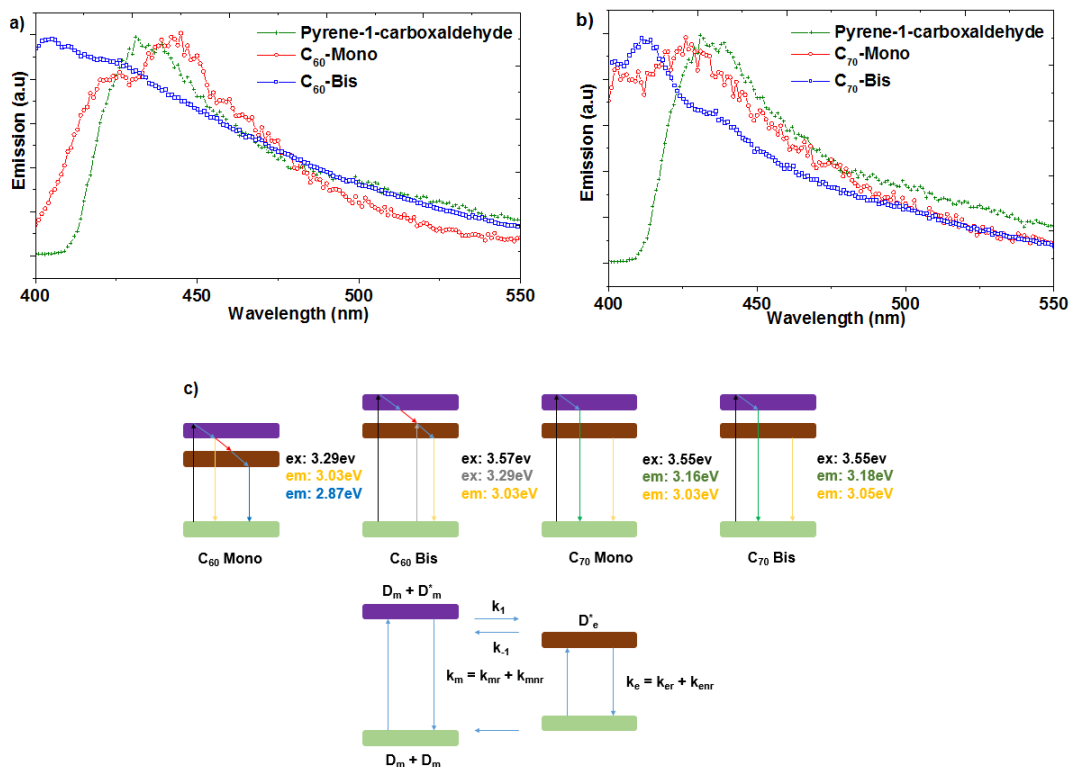 a)
Pyrene-1-carboxaldehyde
C₆₀-Mono
C₆₀-Bis
Emission (a.u)
400
450
500
550
Wavelength (nm)
b)
Pyrene-1-carboxaldehyde
C₇₀-Mono
C₇₀-Bis
Emission (a.u)
400
450
500
550
Wavelength (nm)
c)
ex: 3.29ev
em: 3.03eV
em: 2.87eV
C₆₀ Mono
ex: 3.57ev
ex: 3.29eV
em: 3.03eV
C₆₀ Bis
ex: 3.55ev
em: 3.16eV
em: 3.03eV
C₇₀ Mono
ex: 3.55ev
em: 3.18eV
em: 3.05eV
C₇₀ Bis
Dₘ + D*ₘ
k₁
k₋₁
D*ₑ
kₘ = kₘᵣ + kₘₙᵣ
kₑ = kₑᵣ + kₑₙᵣ
Dₘ + Dₘ